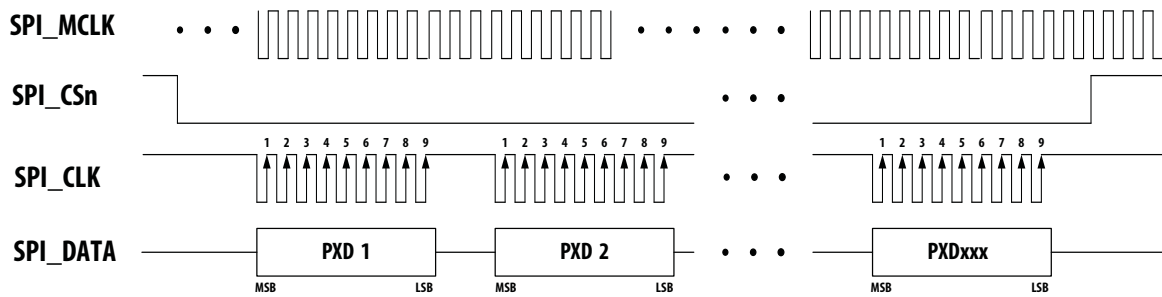 SPI_MCLK
SPI_CSn
1 2 3 4 5 6 7 8 9 1 2 3 4 5 6 7 8 9 1 2 3 4 5 6 7 8 9
SPI_CLK
SPI_DATA PXD 1 PXD 2 PXDxxx
MSB LSB MSB LSB MSB LSB